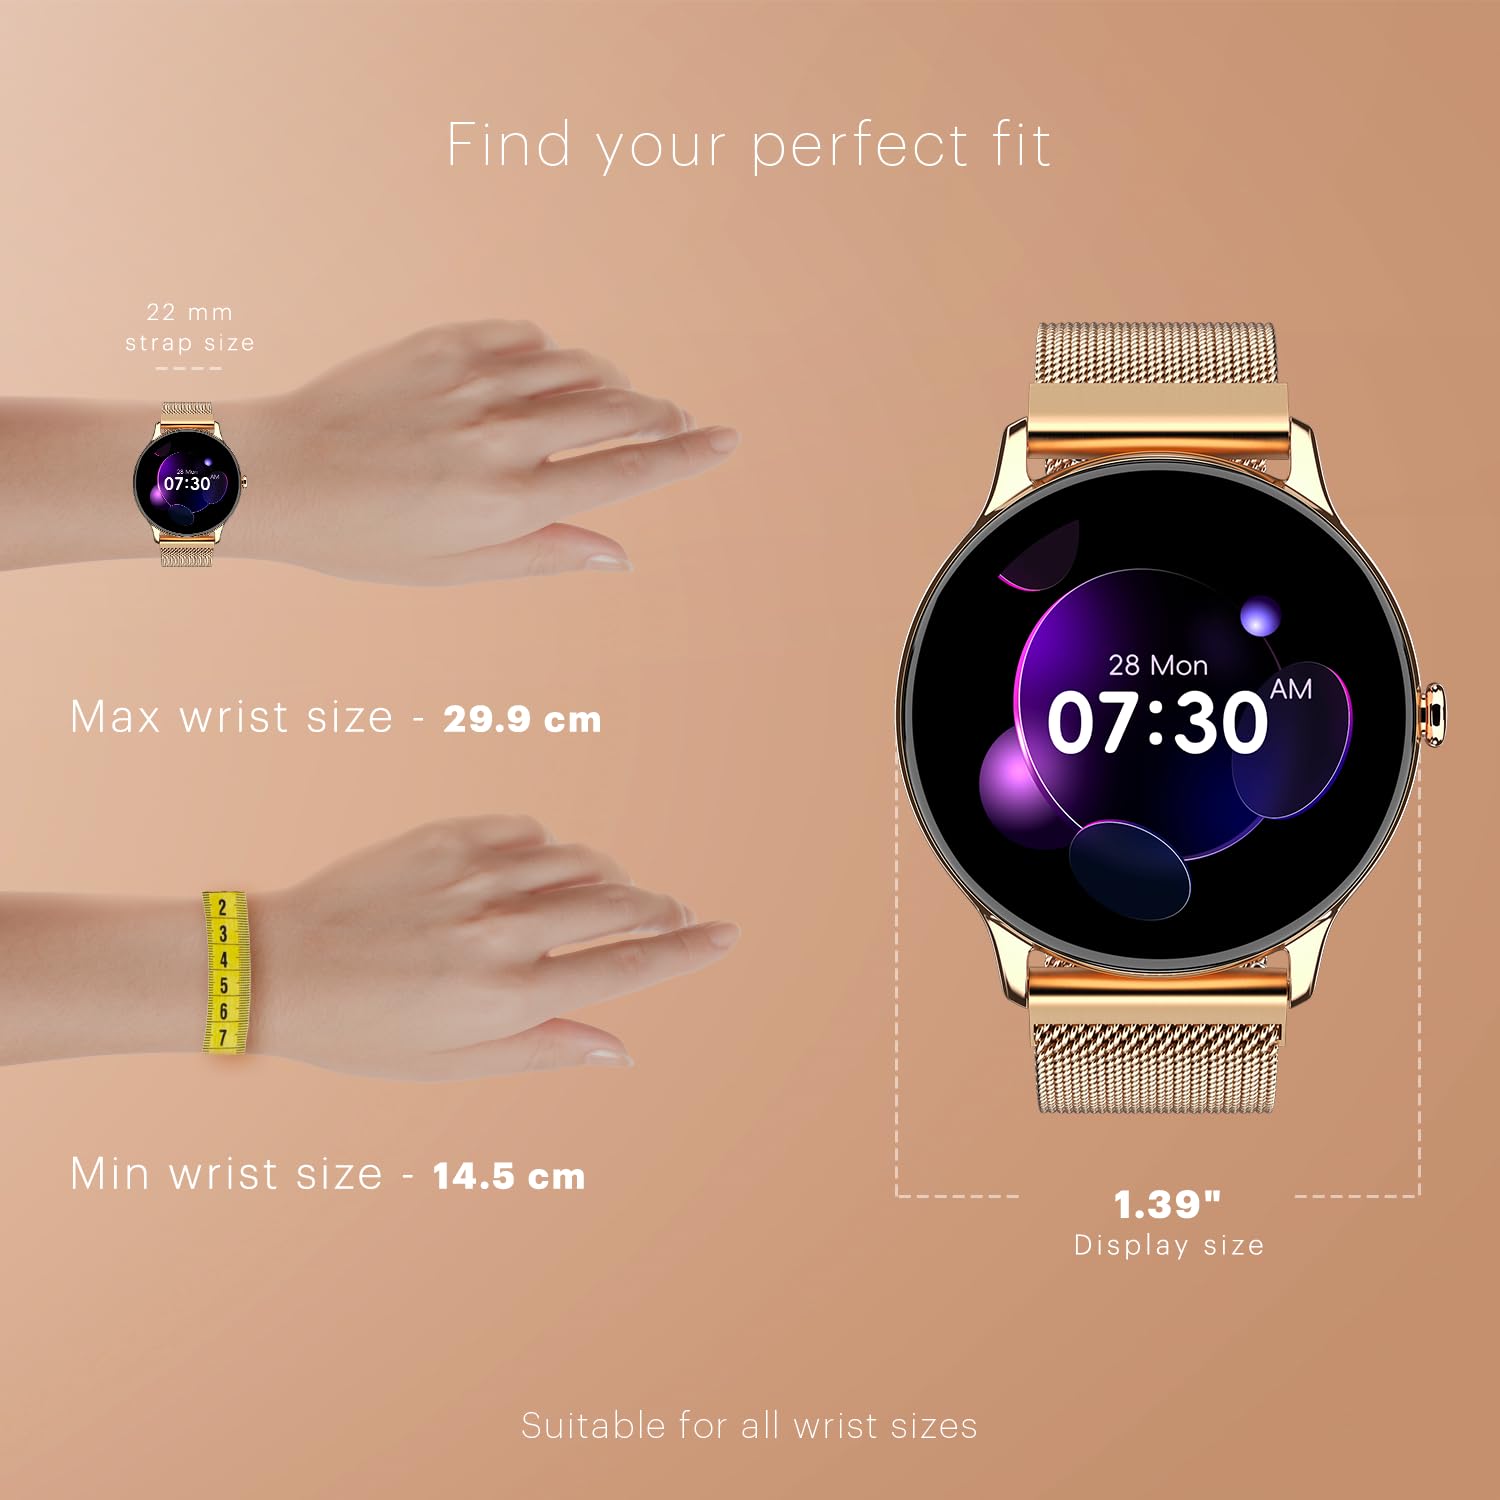 Find your perfect fit
22 mm
strap size
28 Mon
07:30 AM
Max wrist size - 29.9 cm
28 Mon
07:30 AM
2
3
4
5
6
7
Min wrist size - 14.5 cm
1.39"
Display size
Suitable for all wrist sizes